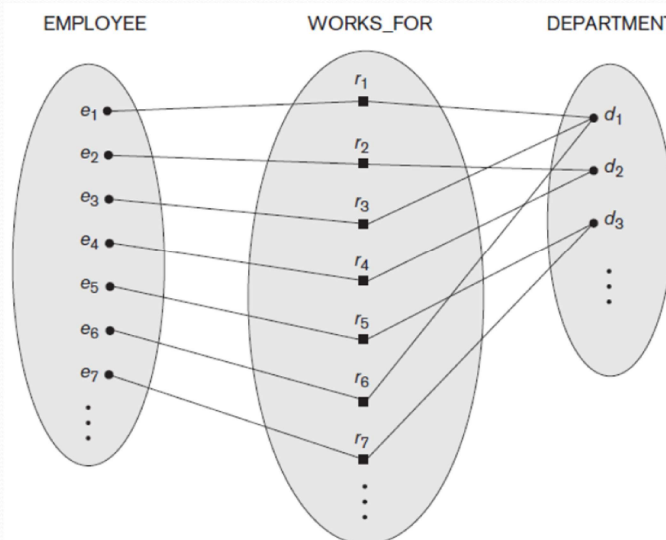 EMPLOYEE WORKS_FOR DEPARTMENT
e1
e2
e3
e4
e5
e6
e7
r1
r2
r3
r4
r5
r6
r7
d1
d2
d3